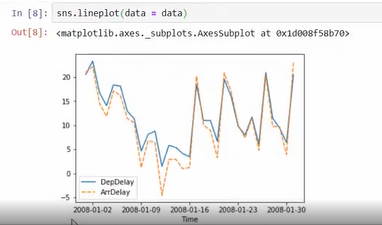 In [8]: sns.lineplot(data = data)
Out[8]: <matplotlib.axes._subplots.AxesSubplot at 0x1d008f58b70>
20
15
10
5
0
−5
DepDelay
ArrDelay
2008-01-02 2008-01-09 2008-01-16 2008-01-23 2008-01-30
Time